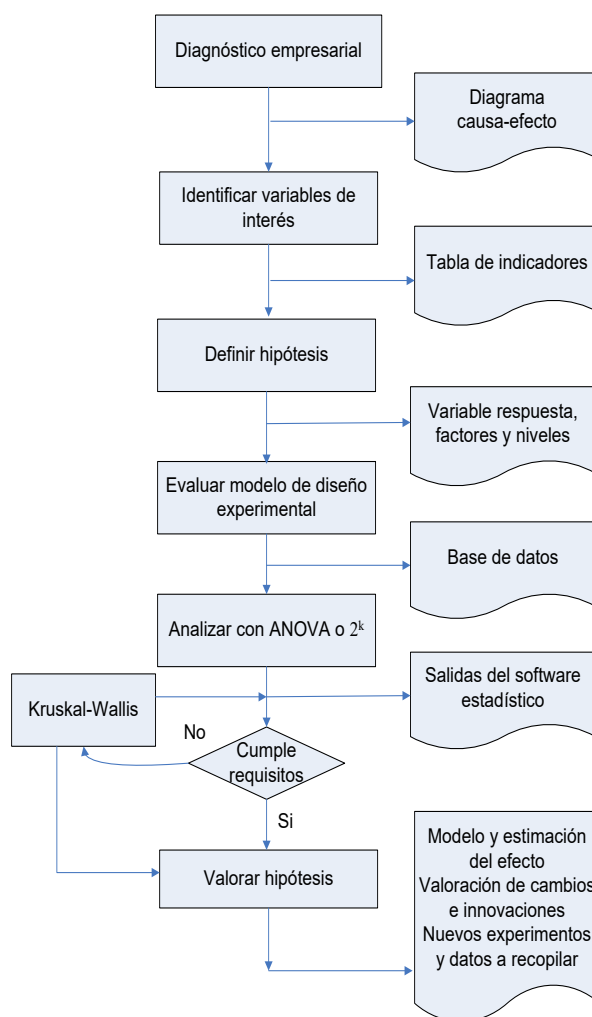 Diagnóstico empresarial
Diagrama
causa-efecto
Identificar variables de
interés
Tabla de indicadores
Definir hipótesis
Variable respuesta,
factores y niveles
Evaluar modelo de diseño
experimental
Base de datos
Analizar con ANOVA o 2ᵏ
Salidas del software
estadístico
Kruskal-Wallis
No
Cumple
requisitos
Si
Valorar hipótesis
Modelo y estimación
del efecto
Valoración de cambios
e innovaciones
Nuevos experimentos
y datos a recopilar